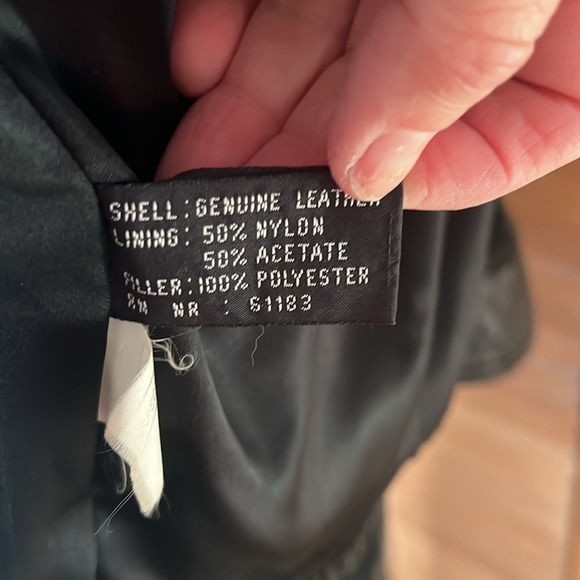 SHELL: GENUINE LEATHER
LINING: 50% NYLON
50% ACETATE
FILLER: 100% POLYESTER
RN NR : 61183